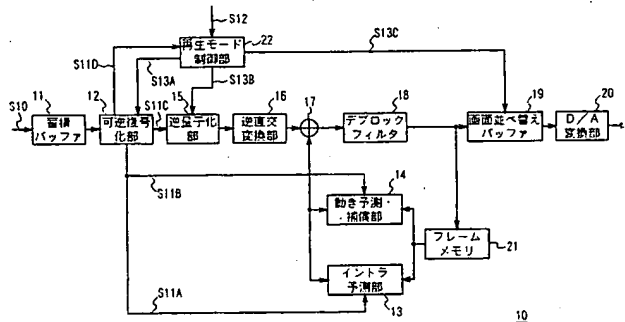 S12
S13C
再生モード
制御部
22
S11D
S13A
S13B
S10
11
蓄積
バッファ
12
可逆復号
化部
S11C
15
逆量子化
部
16
逆直交
変換部
17
18
デブロック
フィルタ
19
画面並べ替え
バッファ
20
D/A
変換部
S11B
14
動き予測・
・補償部
フレーム
メモリ
21
イントラ
予測部
13
S11A
10